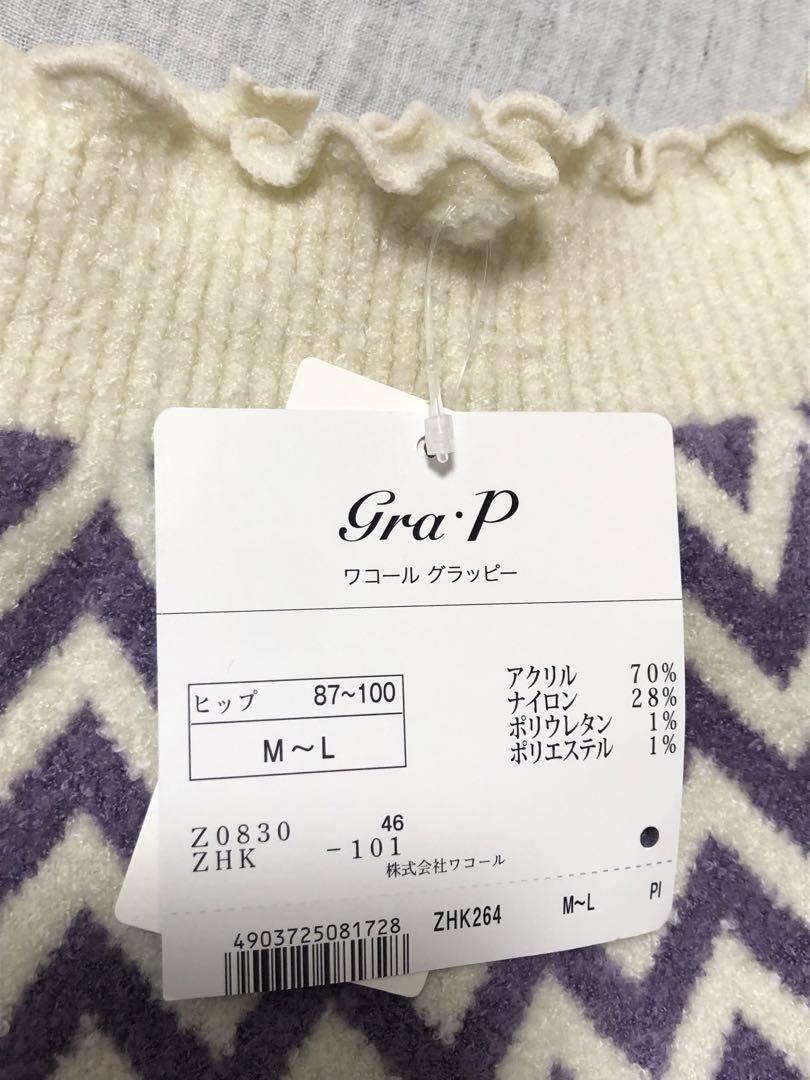 Gra・P
ワコール グラッピー
ヒップ 87~100
M～L
アクリル 70%
ナイロン 28%
ポリウレタン 1%
ポリエステル 1%
Z0830 46
ZHK -101
株式会社ワコール
4903725081728 ZHK264 M~L PI